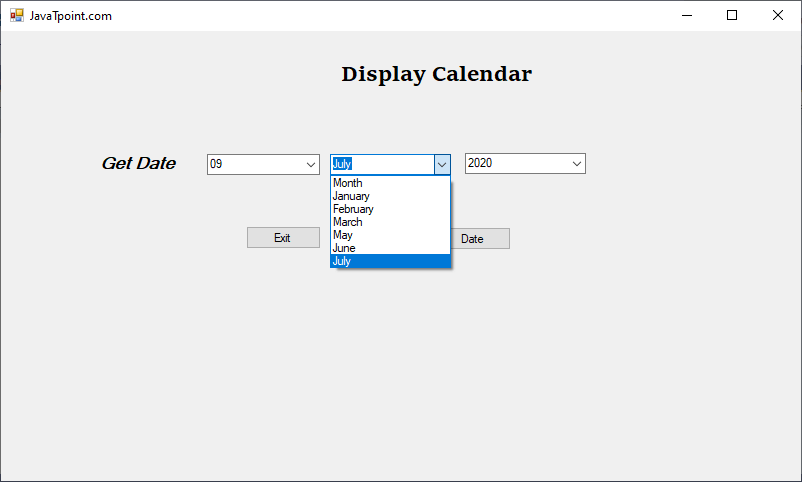 JavaTpoint.com
Display Calendar
Get Date 09 July 2020
Month
January
February
March
May
June
July
Exit Date